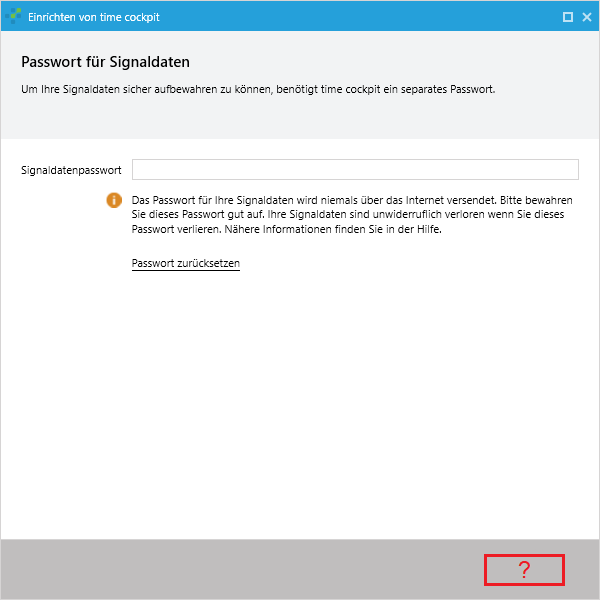 Einrichten von time cockpit
Passwort für Signaldaten
Um Ihre Signaldaten sicher aufbewahren zu können, benötigt time cockpit ein separates Passwort.
Signaldatenpasswort
Das Passwort für Ihre Signaldaten wird niemals über das Internet versendet. Bitte bewahren
Sie dieses Passwort gut auf. Ihre Signaldaten sind unwiderruflich verloren wenn Sie dieses
Passwort verlieren. Nähere Informationen finden Sie in der Hilfe.
Passwort zurücksetzen
?